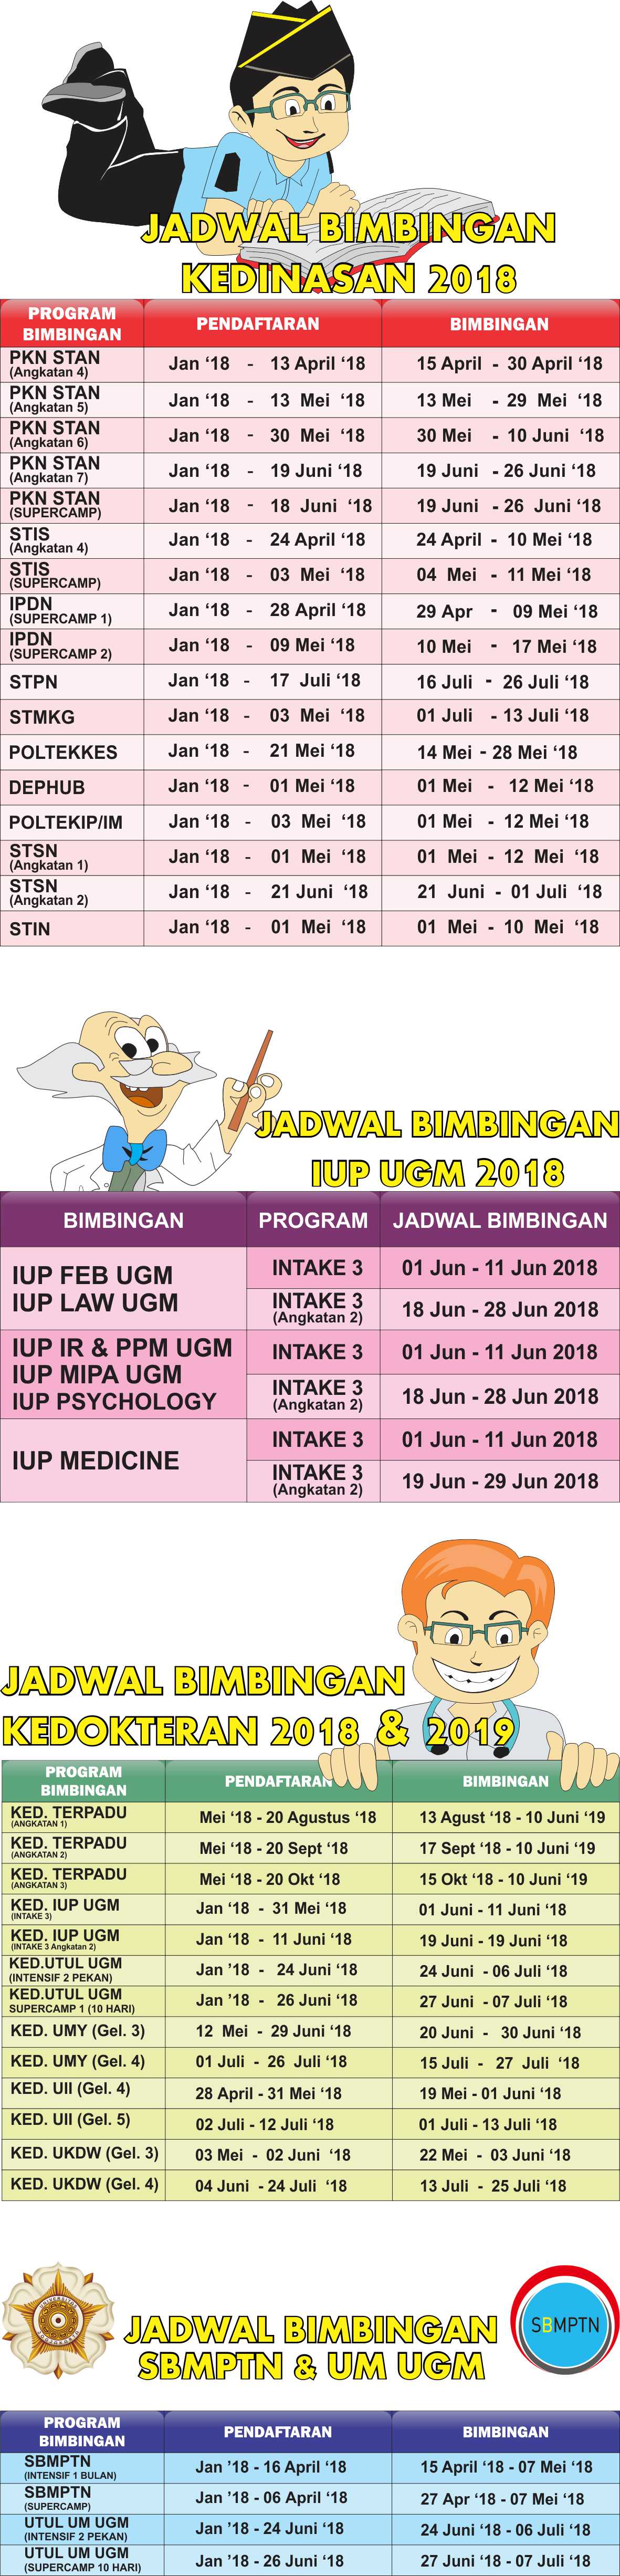 JADWAL BIMBINGAN
KEDINASAN 2018
PROGRAM BIMBINGAN PENDAFTARAN BIMBINGAN
PKN STAN (Angkatan 4) Jan ‘18 - 13 April ‘18 15 April - 30 April ‘18
PKN STAN (Angkatan 5) Jan ‘18 - 13 Mei ‘18 13 Mei - 29 Mei ‘18
PKN STAN (Angkatan 6) Jan ‘18 - 30 Mei ‘18 30 Mei - 10 Juni ‘18
PKN STAN (Angkatan 7) Jan ‘18 - 19 Juni ‘18 19 Juni - 26 Juni ‘18
PKN STAN (SUPERCAMP) Jan ‘18 - 18 Juni ‘18 19 Juni - 26 Juni ‘18
STIS (Angkatan 4) Jan ‘18 - 24 April ‘18 24 April - 10 Mei ‘18
STIS (SUPERCAMP) Jan ‘18 - 03 Mei ‘18 04 Mei - 11 Mei ‘18
IPDN (SUPERCAMP 1) Jan ‘18 - 28 April ‘18 29 Apr - 09 Mei ‘18
IPDN (SUPERCAMP 2) Jan ‘18 - 09 Mei ‘18 10 Mei - 17 Mei ‘18
STPN Jan ‘18 - 17 Juli ‘18 16 Juli - 26 Juli ‘18
STMKG Jan ‘18 - 03 Mei ‘18 01 Juli - 13 Juli ‘18
POLTEKKES Jan ‘18 - 21 Mei ‘18 14 Mei - 28 Mei ‘18
DEPHUB Jan ‘18 - 01 Mei ‘18 01 Mei - 12 Mei ‘18
POLTEKIP/IM Jan ‘18 - 03 Mei ‘18 01 Mei - 12 Mei ‘18
STSN (Angkatan 1) Jan ‘18 - 01 Mei ‘18 01 Mei - 12 Mei ‘18
STSN (Angkatan 2) Jan ‘18 - 21 Juni ‘18 21 Juni - 01 Juli ‘18
STIN Jan ‘18 - 01 Mei ‘18 01 Mei - 10 Mei ‘18
JADWAL BIMBINGAN
IUP UGM 2018
BIMBINGAN PROGRAM JADWAL BIMBINGAN
IUP FEB UGM
IUP LAW UGM
INTAKE 3 01 Jun - 11 Jun 2018
INTAKE 3 (Angkatan 2) 18 Jun - 28 Jun 2018
IUP IR & PPM UGM
IUP MIPA UGM
IUP PSYCHOLOGY
INTAKE 3 01 Jun - 11 Jun 2018
INTAKE 3 (Angkatan 2) 18 Jun - 28 Jun 2018
IUP MEDICINE
INTAKE 3 01 Jun - 11 Jun 2018
INTAKE 3 (Angkatan 2) 19 Jun - 29 Jun 2018
JADWAL BIMBINGAN
KEDOKTERAN 2018 & 2019
PROGRAM BIMBINGAN PENDAFTARAN BIMBINGAN
KED. TERPADU (ANGKATAN 1) Mei ‘18 - 20 Agustus ‘18 13 Agust ‘18 - 10 Juni ‘19
KED. TERPADU (ANGKATAN 2) Mei ‘18 - 20 Sept ‘18 17 Sept ‘18 - 10 Juni ‘19
KED. TERPADU (ANGKATAN 3) Mei ‘18 - 20 Okt ‘18 15 Okt ‘18 - 10 Juni ‘19
KED. IUP UGM (INTAKE 3) Jan ‘18 - 31 Mei ‘18 01 Juni - 11 Juni ‘18
KED. IUP UGM (INTAKE 3 Angkatan 2) Jan ‘18 - 11 Juni ‘18 19 Juni - 19 Juni ‘18
KED.UTUL UGM (INTENSIF 2 PEKAN) Jan ’18 - 24 Juni ‘18 24 Juni - 06 Juli ‘18
KED.UTUL UGM SUPERCAMP 1 (10 HARI) Jan ’18 - 26 Juni ‘18 27 Juni - 07 Juli ‘18
KED. UMY (Gel. 3) 12 Mei - 29 Juni ‘18 20 Juni - 30 Juni ‘18
KED. UMY (Gel. 4) 01 Juli - 26 Juli ‘18 15 Juli - 27 Juli ‘18
KED. UII (Gel. 4) 28 April - 31 Mei ‘18 19 Mei - 01 Juni ‘18
KED. UII (Gel. 5) 02 Juli - 12 Juli ‘18 01 Juli - 13 Juli ‘18
KED. UKDW (Gel. 3) 03 Mei - 02 Juni ‘18 22 Mei - 03 Juni ‘18
KED. UKDW (Gel. 4) 04 Juni - 24 Juli ‘18 13 Juli - 25 Juli ‘18
SBMPTN
JADWAL BIMBINGAN
SBMPTN & UM UGM
PROGRAM BIMBINGAN PENDAFTARAN BIMBINGAN
SBMPTN (INTENSIF 1 BULAN) Jan ’18 - 16 April ‘18 15 April ‘18 - 07 Mei ‘18
SBMPTN (SUPERCAMP) Jan ’18 - 06 April ‘18 27 Apr ‘18 - 07 Mei ‘18
UTUL UM UGM (INTENSIF 2 PEKAN) Jan ’18 - 24 Juni ‘18 24 Juni ‘18 - 06 Juli ‘18
UTUL UM UGM (SUPERCAMP 10 HARI) Jan ’18 - 26 Juni ‘18 27 Juni ‘18 - 07 Juli ‘18